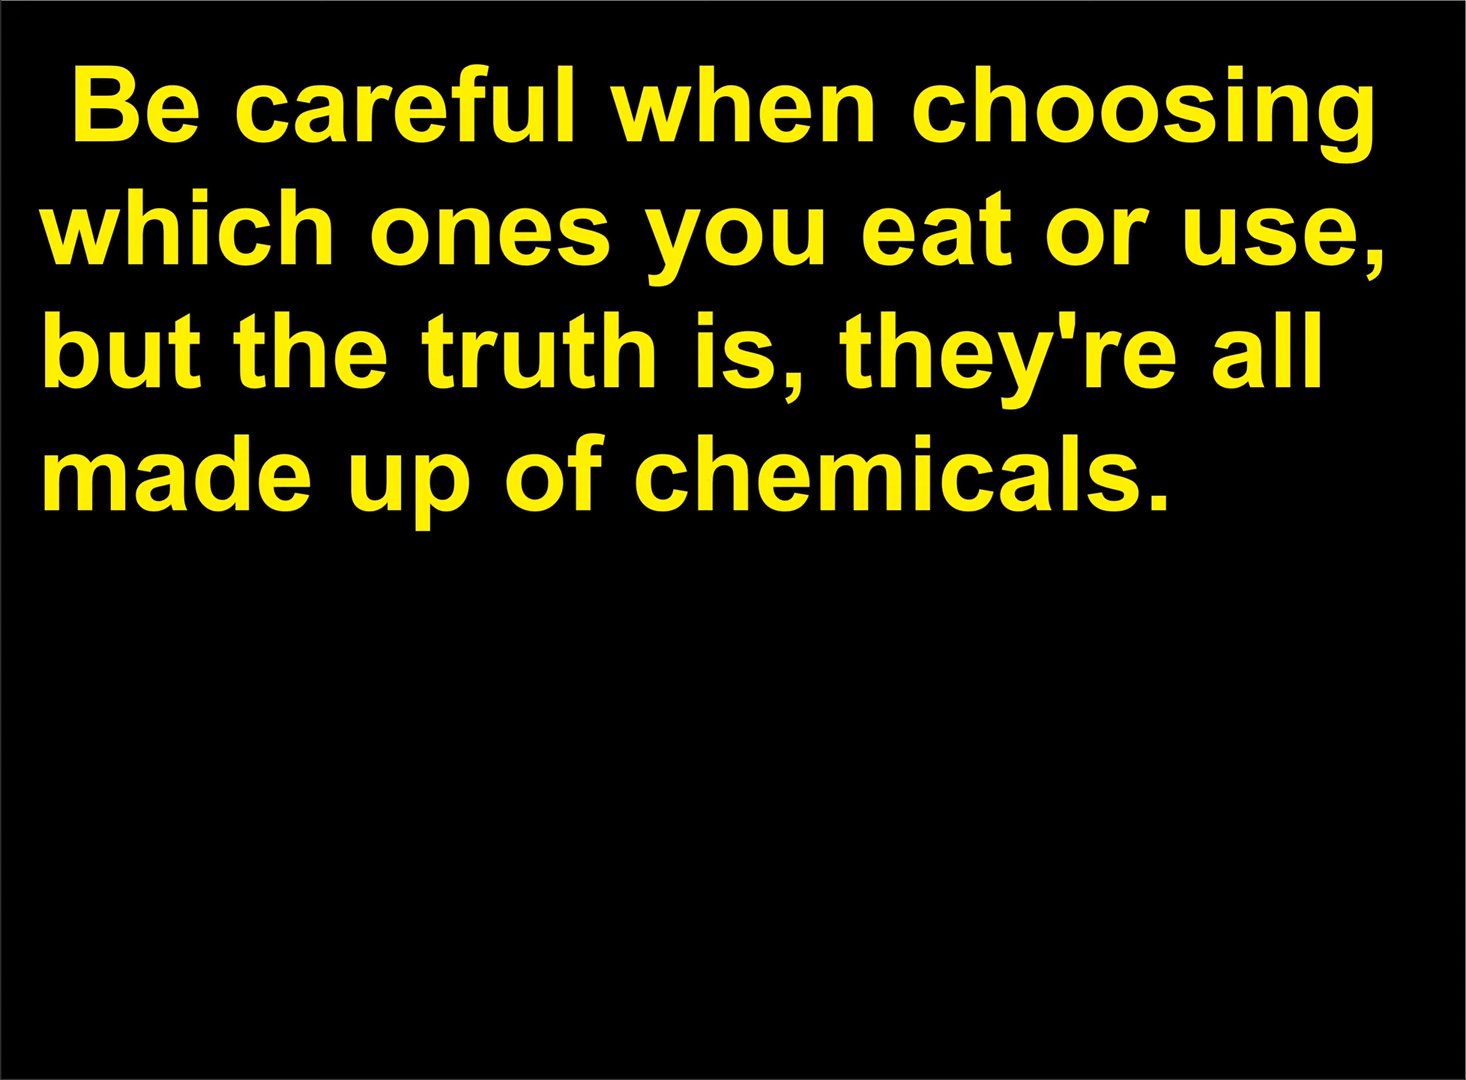 Be careful when choosing
which ones you eat or use,
but the truth is, they're all
made up of chemicals.